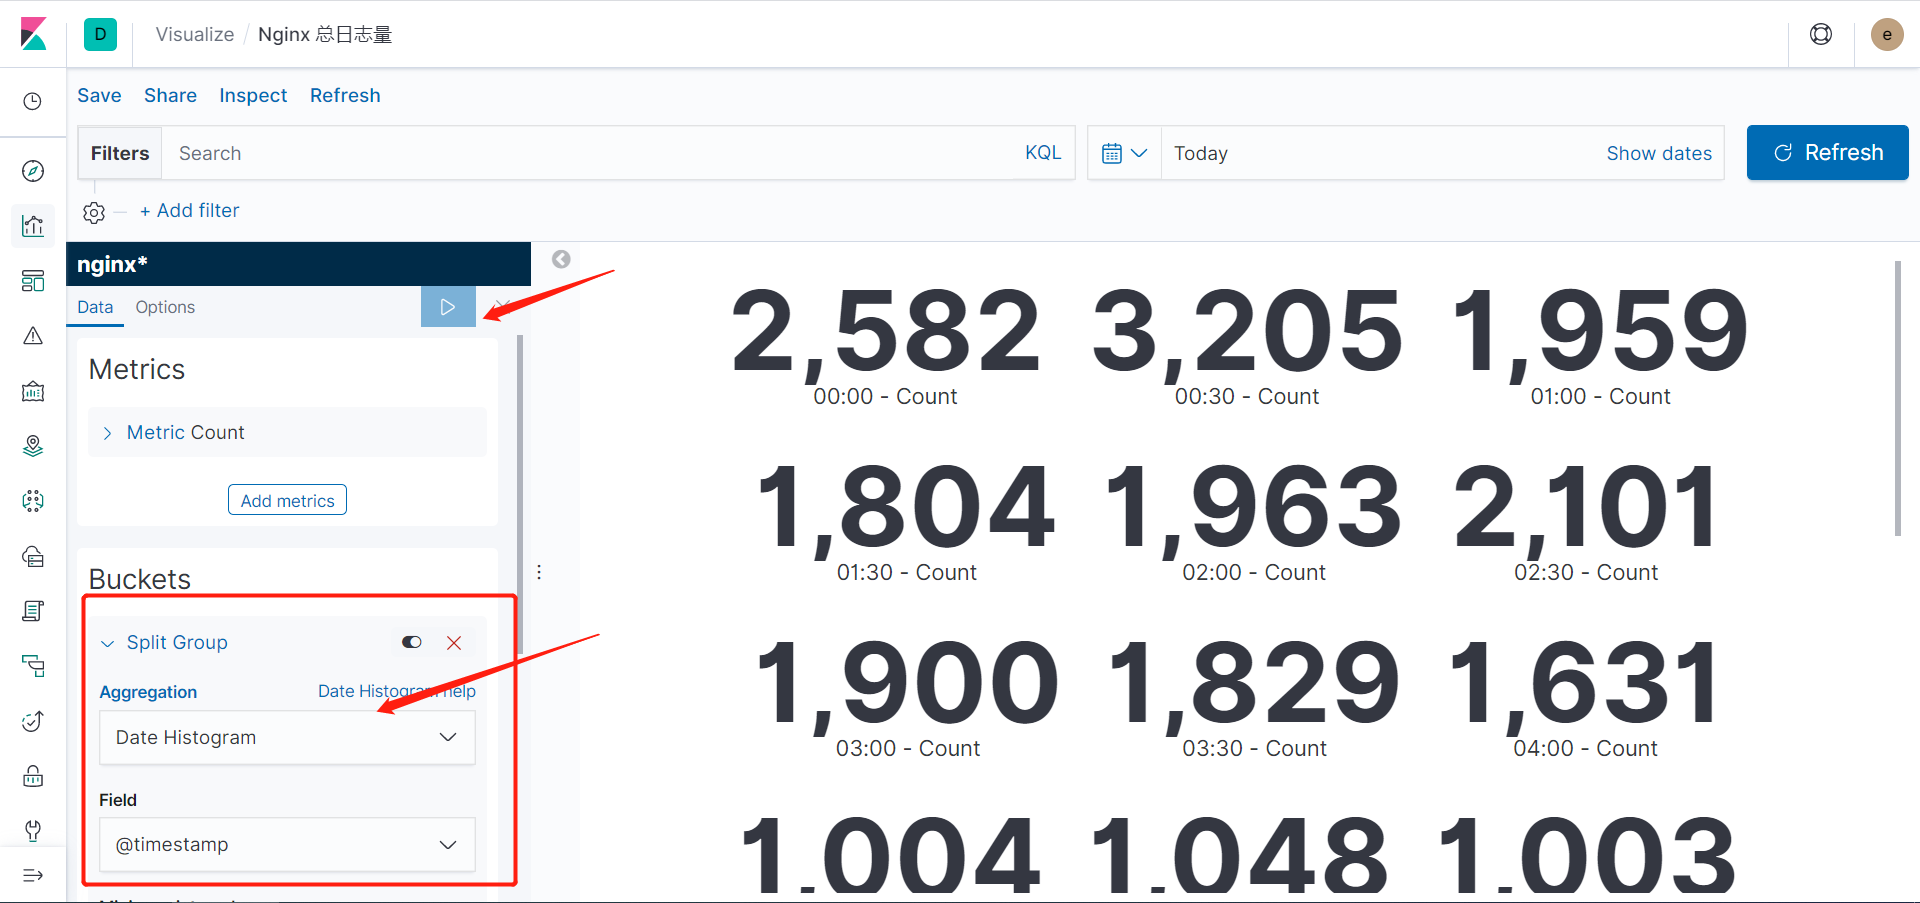 D
Visualize / Nginx 总日志量
e
Save Share Inspect Refresh
Filters Search KQL
Today Show dates
Refresh
+ Add filter
nginx*
Data Options
Metrics
Metric Count
Add metrics
Buckets
Split Group
Aggregation Date Histogram help
Date Histogram
Field
@timestamp
2,582 3,205 1,959
00:00 - Count 00:30 - Count 01:00 - Count
1,804 1,963 2,101
01:30 - Count 02:00 - Count 02:30 - Count
1,900 1,829 1,631
03:00 - Count 03:30 - Count 04:00 - Count
1,004 1,048 1,003